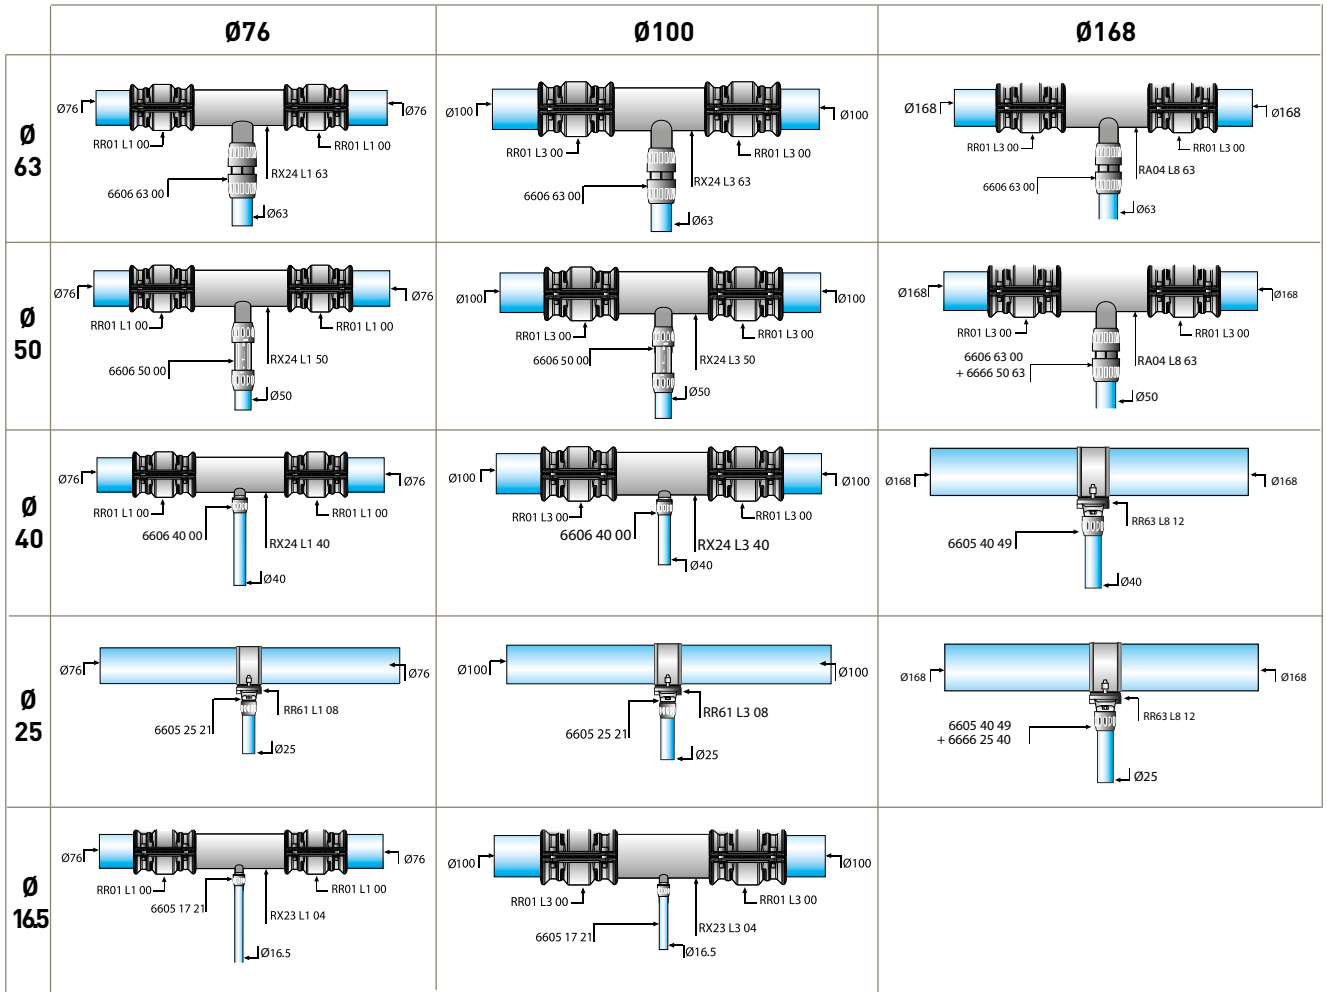 Ø76
Ø100
Ø168
Ø
63
Ø76
Ø76
RR01 L1 00
RR01 L1 00
RX24 L1 63
6606 63 00
Ø63
Ø100
Ø100
RR01 L3 00
RR01 L3 00
RX24 L3 63
6606 63 00
Ø63
Ø168
Ø168
RR01 L3 00
RR01 L3 00
RA04 L8 63
6606 63 00
Ø63
Ø
50
Ø76
Ø76
RR01 L1 00
RR01 L1 00
RX24 L1 50
6606 50 00
Ø50
Ø100
Ø100
RR01 L3 00
RR01 L3 00
6606 50 00
RX24 L3 50
Ø50
Ø168
Ø168
RR01 L3 00
RR01 L3 00
6606 63 00
+ 6666 50 63
RA04 L8 63
Ø50
Ø
40
Ø76
Ø76
RR01 L1 00
RR01 L1 00
6606 40 00
RX24 L1 40
Ø40
Ø100
Ø100
RR01 L3 00
RR01 L3 00
6606 40 00
RX24 L3 40
Ø40
Ø168
Ø168
RR63 L8 12
6605 40 49
Ø40
Ø
25
Ø76
Ø76
RR61 L1 08
6605 25 21
Ø25
Ø100
Ø100
RR61 L3 08
6605 25 21
Ø25
Ø168
Ø168
RR63 L8 12
6605 40 49
+ 6666 25 40
Ø25
Ø
16.5
Ø76
Ø76
RR01 L1 00
RR01 L1 00
6605 17 21
RX23 L1 04
Ø16.5
Ø100
Ø100
RR01 L3 00
RR01 L3 00
6605 17 21
RX23 L3 04
Ø16.5